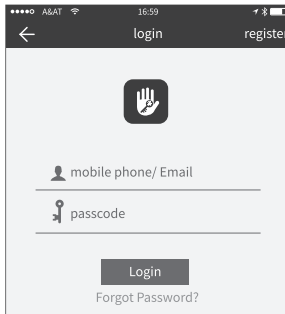 A&AT 16:59
login register
mobile phone/ Email
passcode
Login
Forgot Password?